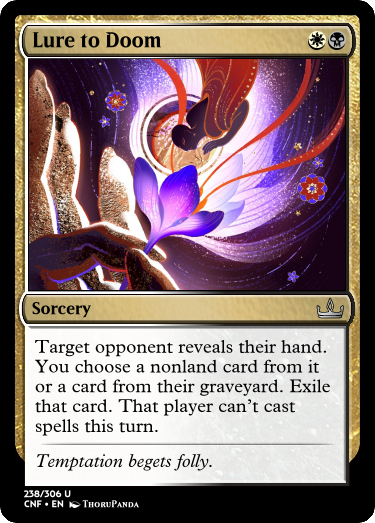 Lure to Doom
Sorcery
Target opponent reveals their hand.
You choose a nonland card from it
or a card from their graveyard. Exile
that card. That player can't cast
spells this turn.
Temptation begets folly.
238/306 U
CNF • EN ThoruPanda